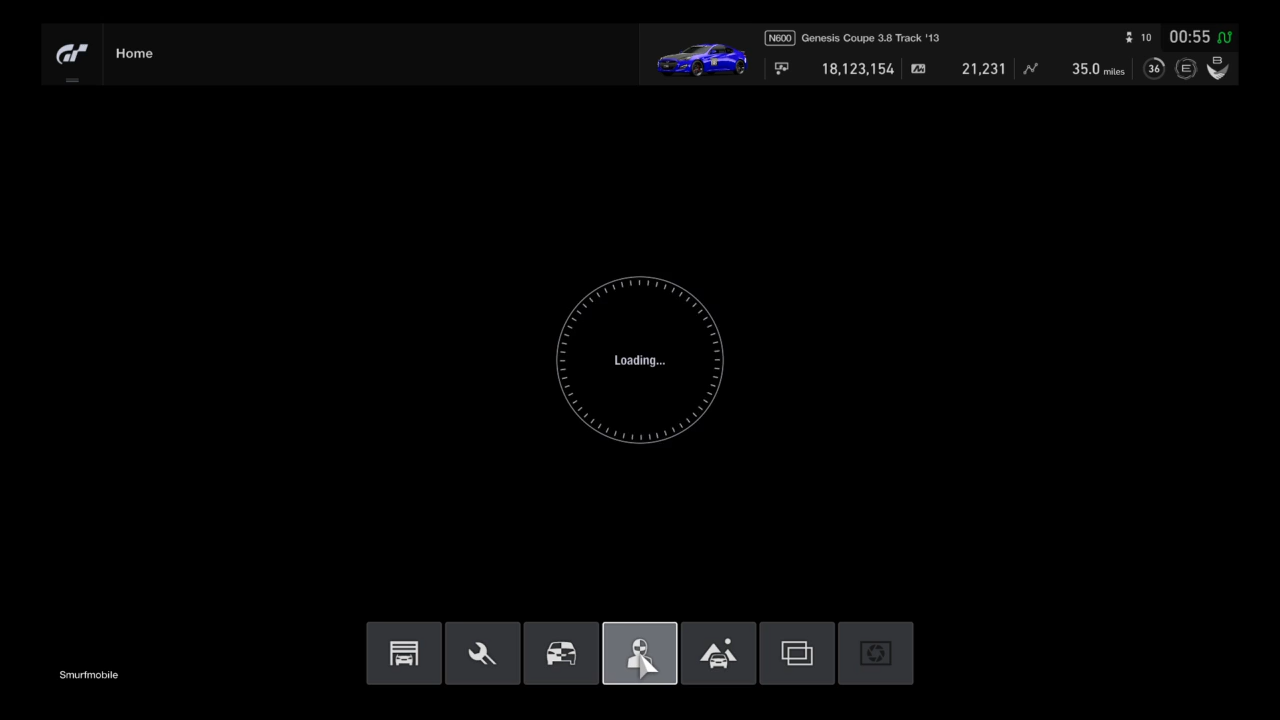 Home
N600 Genesis Coupe 3.8 Track '13
10
00:55
18,123,154
21,231
35.0 miles
36
E
B
Loading...
Smurfmobile